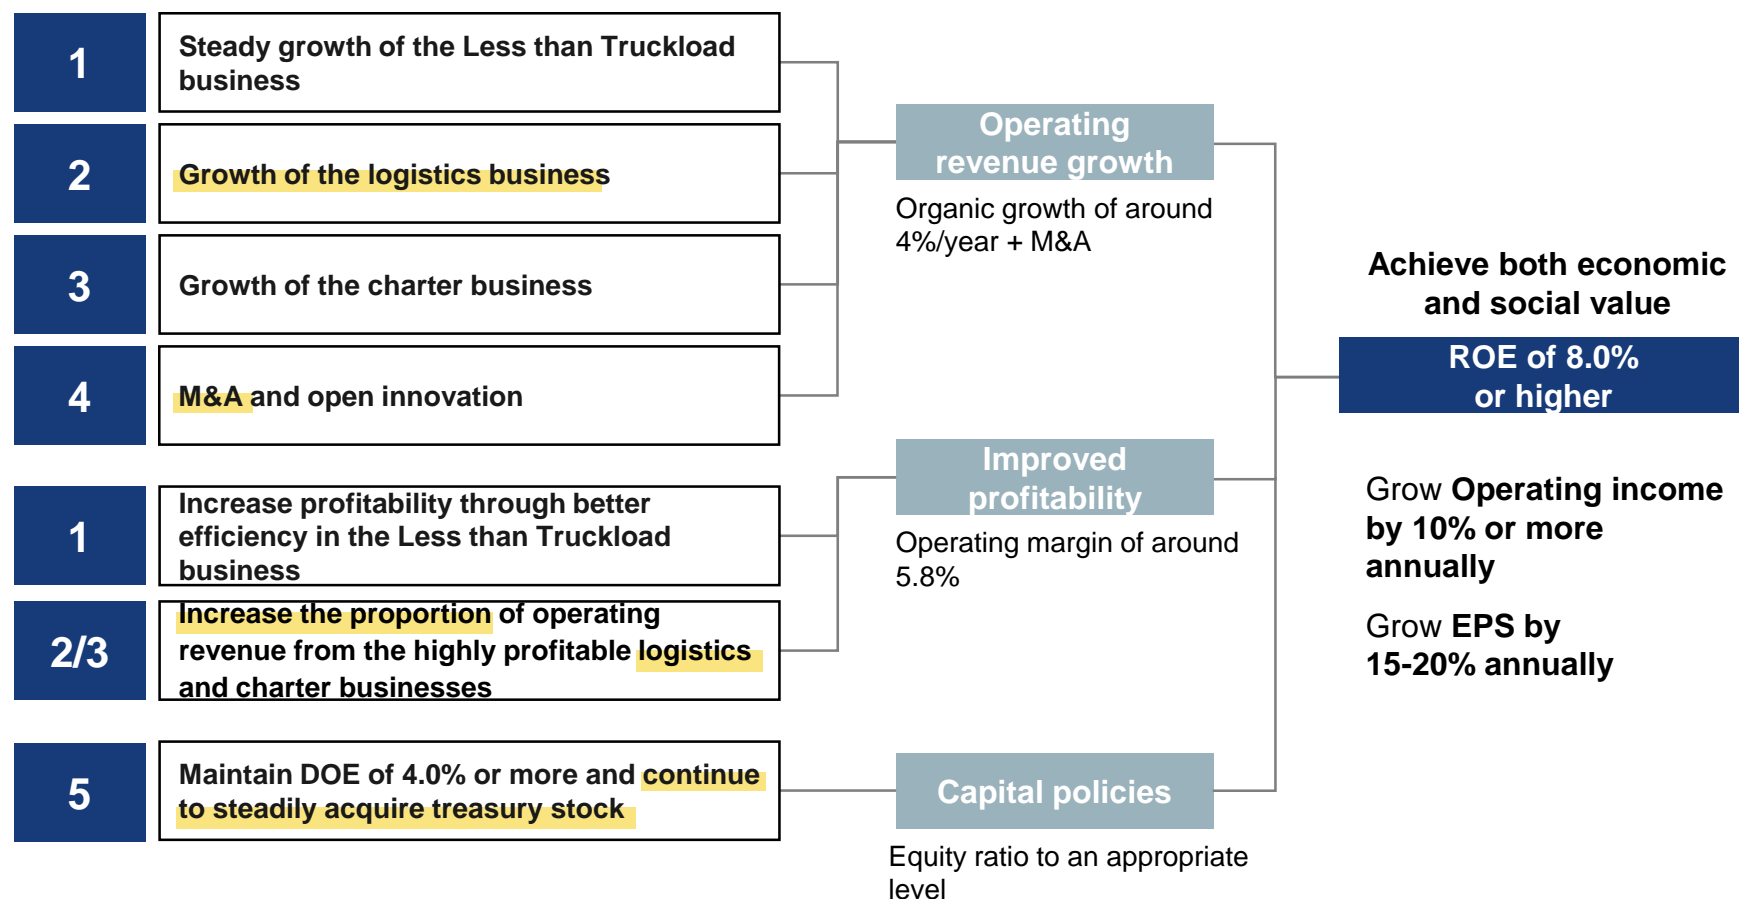 1
Steady growth of the Less than Truckload
business
2
Growth of the logistics business
3
Growth of the charter business
4
M&A and open innovation
1
Increase profitability through better
efficiency in the Less than Truckload
business
2/3
Increase the proportion of operating
revenue from the highly profitable logistics
and charter businesses
5
Maintain DOE of 4.0% or more and continue
to steadily acquire treasury stock
Operating
revenue growth
Organic growth of around
4%/year + M&A
Improved
profitability
Operating margin of around
5.8%
Capital policies
Equity ratio to an appropriate
level
Achieve both economic
and social value
ROE of 8.0%
or higher
Grow Operating income
by 10% or more
annually
Grow EPS by
15-20% annually